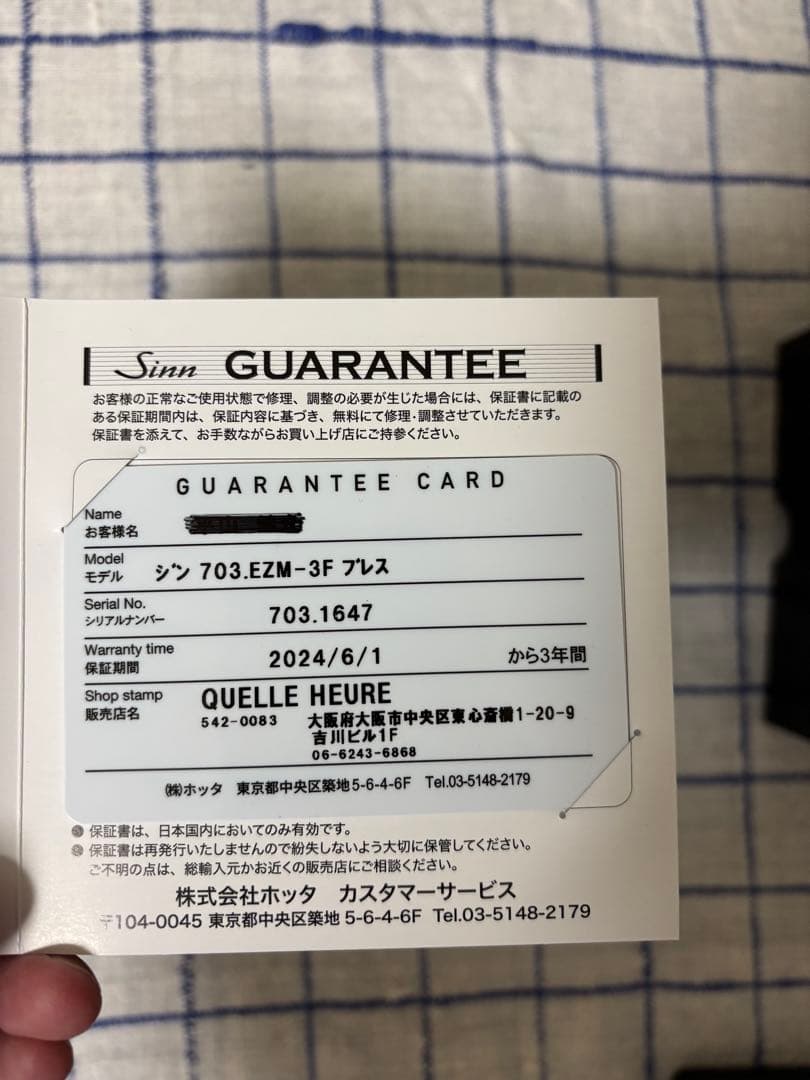 Sinn GUARANTEE
お客様の正常なご使用状態で修理、調整の必要が生じた場合には、保証書に記載の
ある保証期間内は、保証内容に基づき、無料にて修理・調整させていただきます。
保証書を添えて、お手数ながらお買い上げ店にご持参ください。
GUARANTEE CARD
Name
お客様名
Model
モデル シン 703.EZM-3F ブレス
Serial No.
シリアルナンバー 703.1647
Warranty time
保証期間 2024/6/1 から3年間
Shop stamp QUELLE HEURE
販売店名 542-0083 大阪府大阪市中央区東心斎橋1-20-9
吉川ビル1F
06-6243-6868
㈱ホッタ 東京都中央区築地5-6-4-6F Tel.03-5148-2179
保証書は、日本国内においてのみ有効です。
保証書は再発行いたしませんので紛失しないよう大切に保管してください。
ご不明の点は、総輸入元かお近くの販売店にご相談ください。
株式会社ホッタ カスタマーサービス
〒104-0045 東京都中央区築地 5-6-4-6F Tel.03-5148-2179